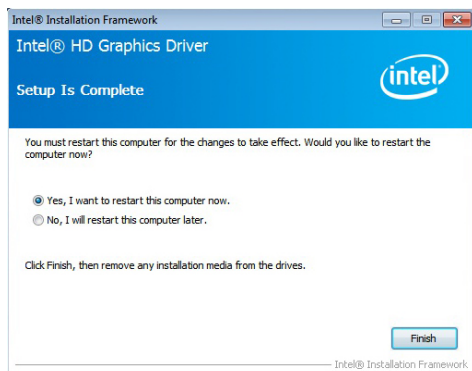 Intel® Installation Framework
Intel® HD Graphics Driver
Setup Is Complete
intel
You must restart this computer for the changes to take effect. Would you like to restart the
computer now?
Yes, I want to restart this computer now.
No, I will restart this computer later.
Click Finish, then remove any installation media from the drives.
Finish
Intel® Installation Framework